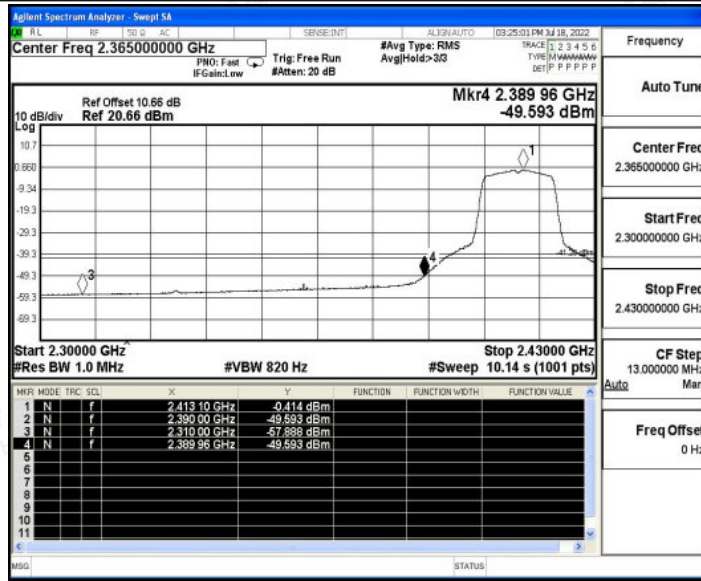 Agilent Spectrum Analyzer - Swept SA
RL RF 50 Ω AC SENSE:INT ALIGN AUTO 03:25:01 PM Jul 18, 2022
Center Freq 2.365000000 GHz
PNO: Fast
IFGain:Low
Trig: Free Run
#Atten: 20 dB
#Avg Type: RMS
Avg|Hold:>3/3
TRACE 1 2 3 4 5 6
TYPE M
DET P P P P P P
Ref Offset 10.66 dB
10 dB/div Ref 20.66 dBm
Log
Mkr4 2.389 96 GHz
-49.593 dBm
10.7
0.660
-9.34
-19.3
-29.3
-39.3
-49.3
-59.3
-69.3
1
3
4
Start 2.30000 GHz Stop 2.43000 GHz
#Res BW 1.0 MHz #VBW 820 Hz #Sweep 10.14 s (1001 pts)
MKR MODE TRC SCL X Y FUNCTION FUNCTION WIDTH FUNCTION VALUE
1 N f 2.413 10 GHz -0.414 dBm
2 N f 2.390 00 GHz -49.593 dBm
3 N f 2.310 00 GHz -57.888 dBm
4 N f 2.389 96 GHz -49.593 dBm
5
6
7
8
9
10
11
MSG STATUS
Frequency
Auto Tune
Center Freq
2.365000000 GHz
Start Freq
2.300000000 GHz
Stop Freq
2.430000000 GHz
CF Step
13.000000 MHz
Auto Man
Freq Offset
0 Hz